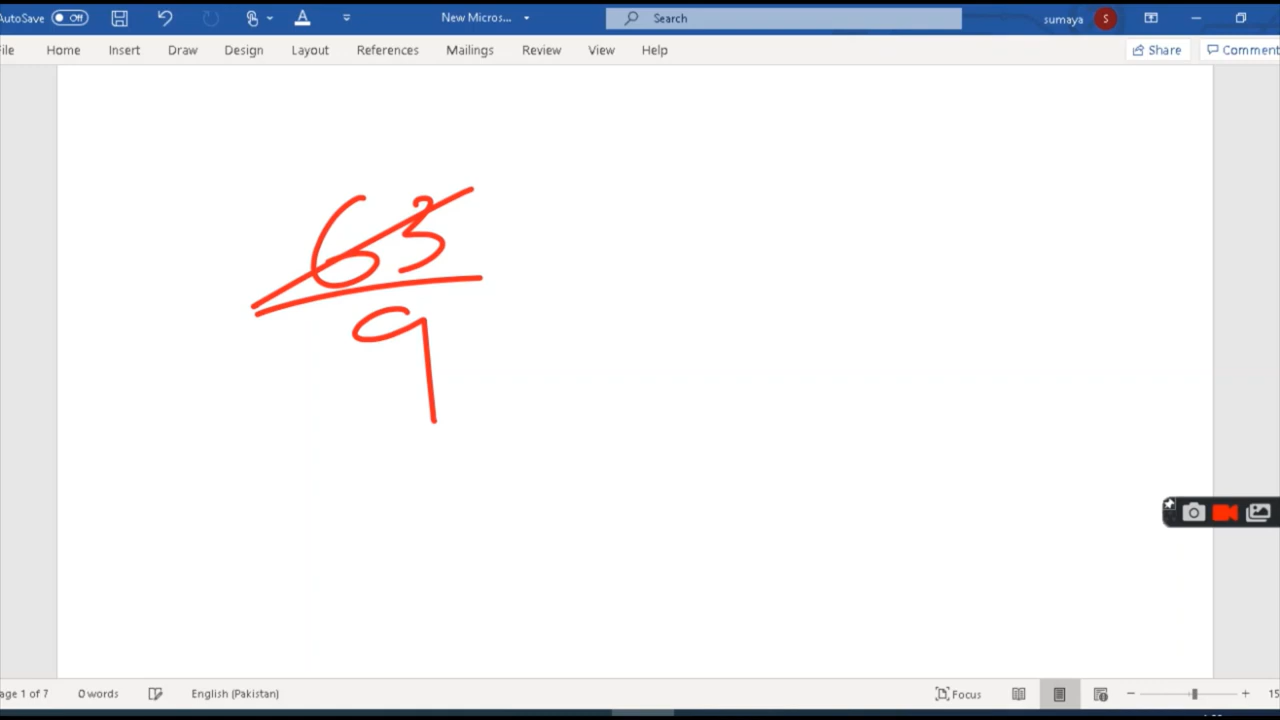 AutoSave Off New Micros... Search sumaya S
File Home Insert Draw Design Layout References Mailings Review View Help Share Comment
63
9
age 1 of 7 0 words English (Pakistan) Focus 15